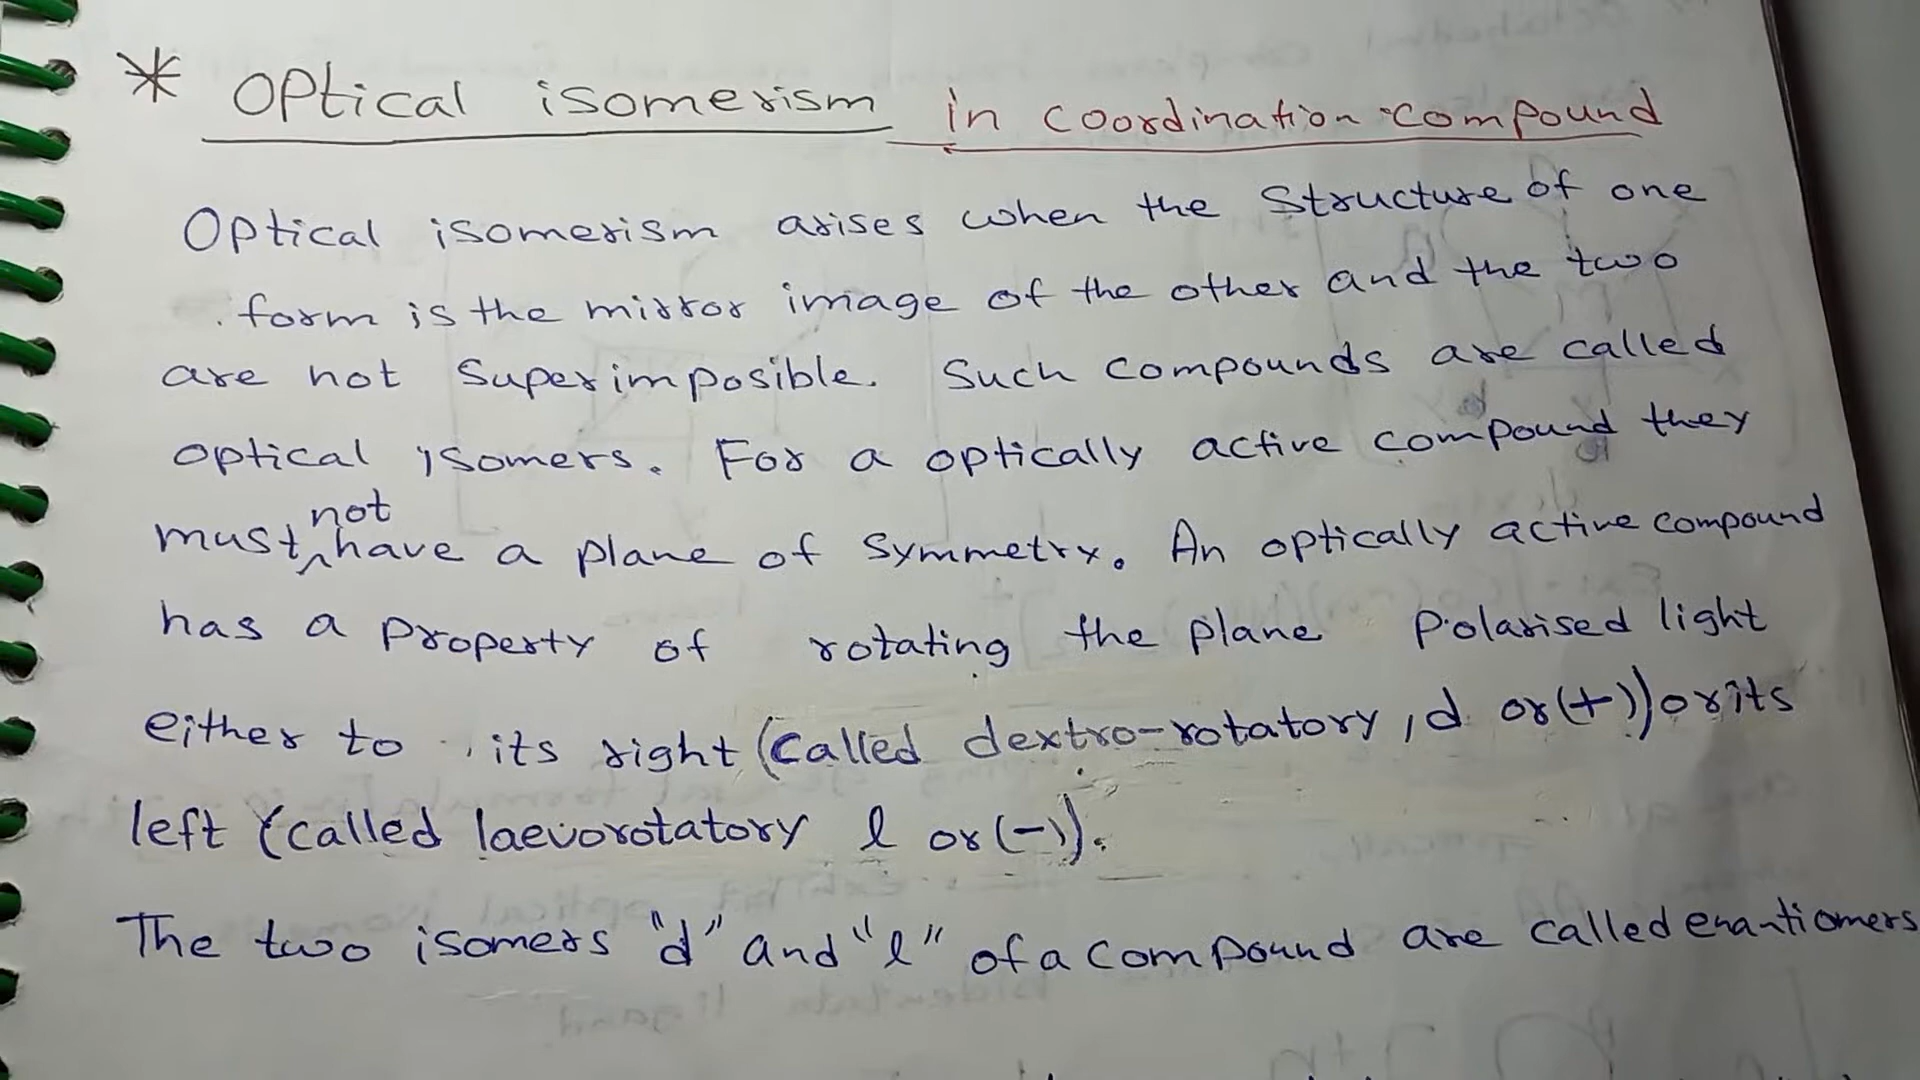 * Optical isomerism in coordination compound
Optical isomerism arises when the structure of one
form is the mirror image of the other and the two
are not superimposible. Such compounds are called
optical isomers. For a optically active compound they
must not have a plane of symmetry. An optically active compound
has a property of rotating the plane polarised light
either to its right (called dextro-rotatory, d or (+)) or its
left (called laevorotatory l or (-)).
The two isomers "d" and "l" of a compound are called enantiomers